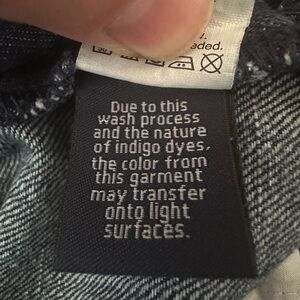 eded.
Due to this
wash process
and the nature
of indigo dyes,
the color from
this garment
may transfer
onto light
surfaces.